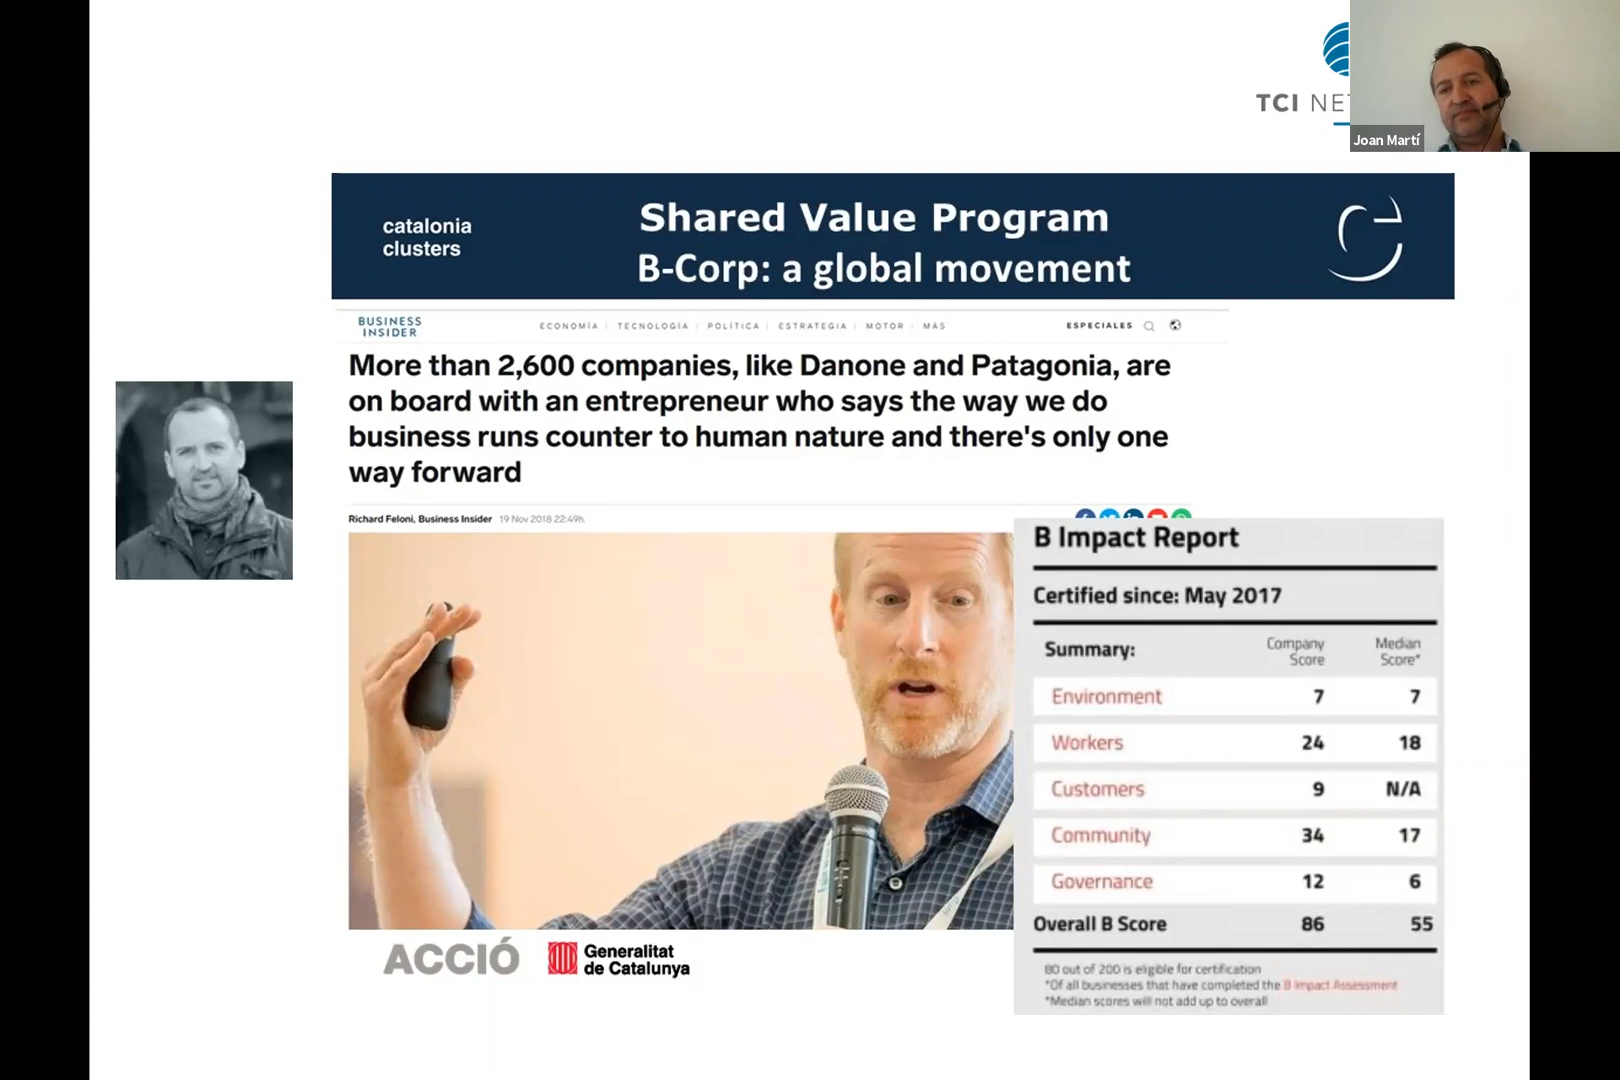 TCI NET
Joan Martí
catalonia
clusters
Shared Value Program
B-Corp: a global movement
BUSINESS
INSIDER
ECONOMÍA | TECNOLOGÍA | POLÍTICA | ESTRATEGIA | MOTOR | MÁS
ESPECIALES
More than 2,600 companies, like Danone and Patagonia, are
on board with an entrepreneur who says the way we do
business runs counter to human nature and there's only one
way forward
Richard Feloni, Business Insider 19 Nov 2018 22:49h.
B Impact Report
Certified since: May 2017
Summary: Company Score Median Score*
Environment 7 7
Workers 24 18
Customers 9 N/A
Community 34 17
Governance 12 6
Overall B Score 86 55
80 out of 200 is eligible for certification
*Of all businesses that have completed the B Impact Assessment
*Median scores will not add up to overall
ACCIÓ
Generalitat
de Catalunya